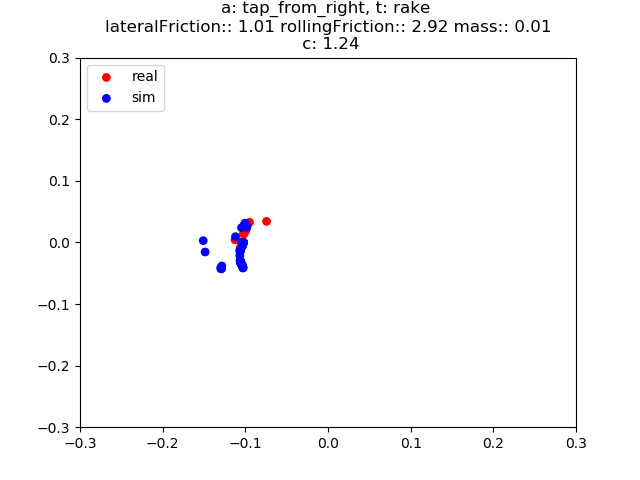 a: tap_from_right, t: rake
lateralFriction:: 1.01 rollingFriction:: 2.92 mass:: 0.01
c: 1.24
real
sim
0.3
0.2
0.1
0.0
−0.1
−0.2
−0.3
−0.3 −0.2 −0.1 0.0 0.1 0.2 0.3